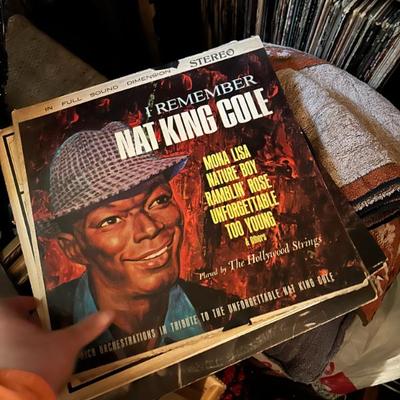 IN FULL SOUND DIMENSION STEREO
I REMEMBER
NAT KING COLE
MONA LISA
NATURE BOY
RAMBLIN' ROSE
UNFORGETTABLE
TOO YOUNG
& others
Played by The Hollywood Strings
RICH ORCHESTRATIONS IN TRIBUTE TO THE UNFORGETTABLE NAT KING COLE